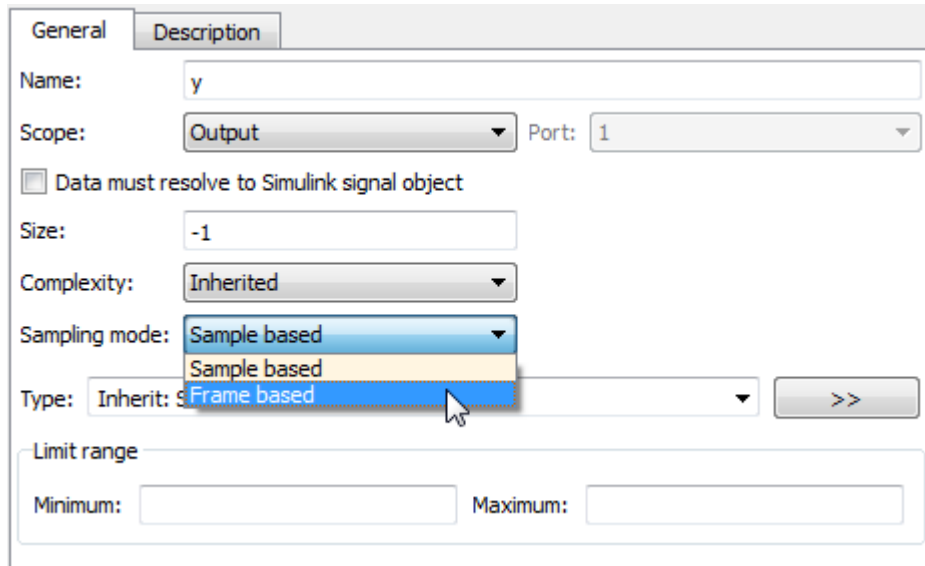 General Description
Name: y
Scope: Output Port: 1
Data must resolve to Simulink signal object
Size: -1
Complexity: Inherited
Sampling mode: Sample based
Sample based
Frame based
Type: Inherit: >>
Limit range
Minimum: Maximum: